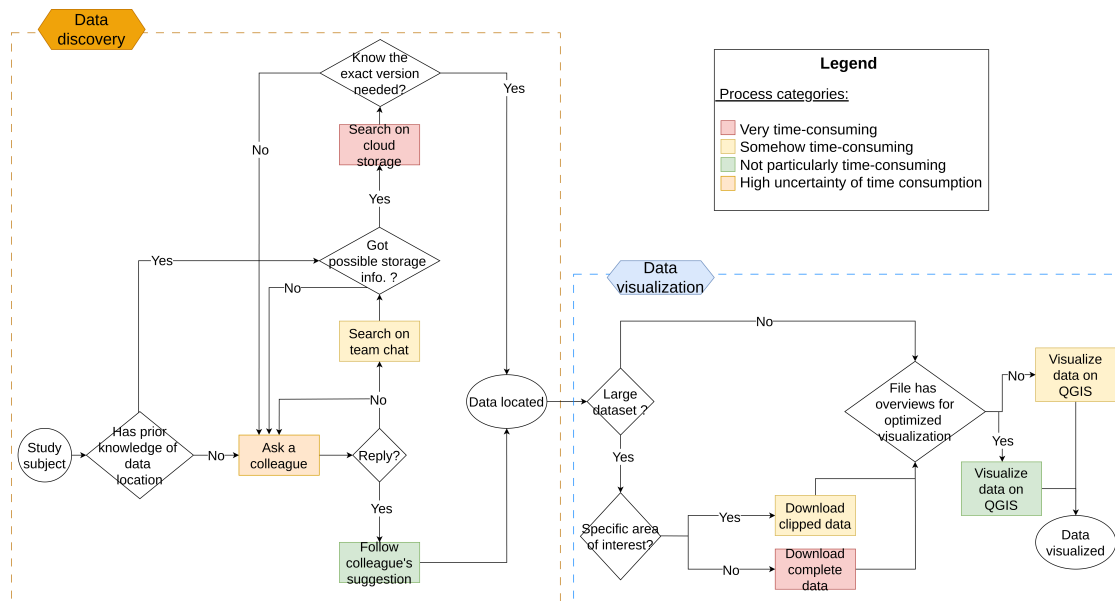 Data
discovery
Know the
exact version
needed?
Yes
No
Search on
cloud
storage
Yes
Got
possible storage
info. ?
Yes
No
Search on
team chat
No
Study
subject
Has prior
knowledge of
data
location
No
Ask a
colleague
Reply?
Yes
Follow
colleague's
suggestion
Data located
Legend
Process categories:
Very time-consuming
Somehow time-consuming
Not particularly time-consuming
High uncertainty of time consumption
Data
visualization
No
Large
dataset ?
Yes
Specific area
of interest?
Yes
No
Download
clipped data
Download
complete
data
File has
overviews for
optimized
visualization
No
Yes
Visualize
data on
QGIS
Visualize
data on
QGIS
Data
visualized